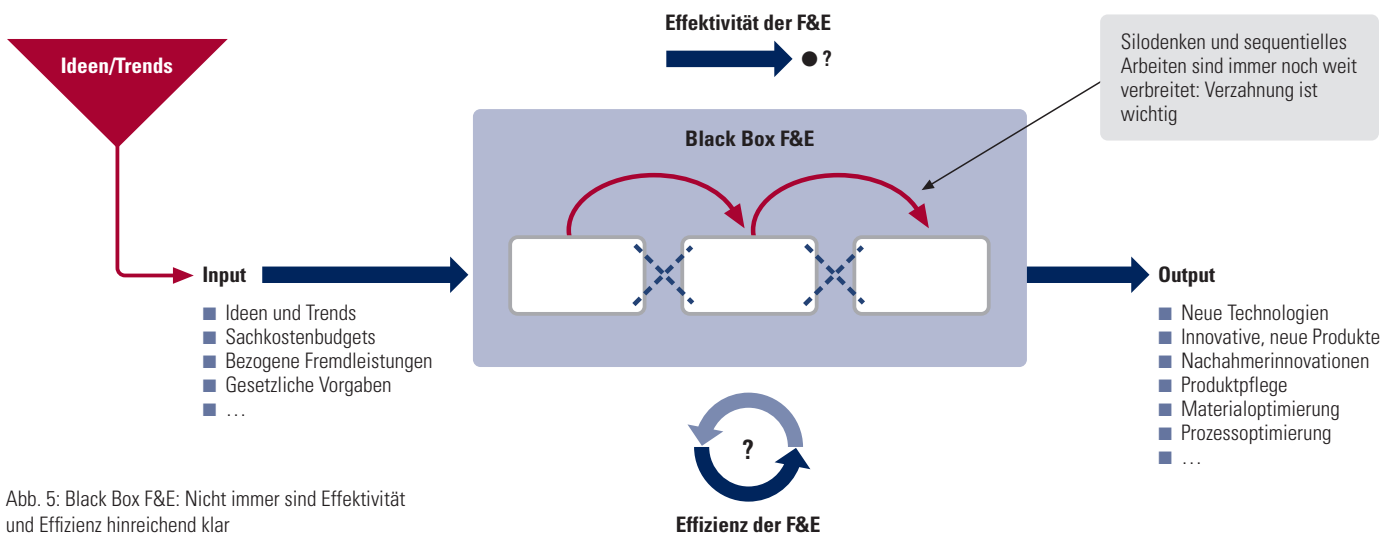 Effektivität der F&E
?
Ideen/Trends
Silodenken und sequentielles
Arbeiten sind immer noch weit
verbreitet: Verzahnung ist
wichtig
Black Box F&E
Input
■ Ideen und Trends
■ Sachkostenbudgets
■ Bezogene Fremdleistungen
■ Gesetzliche Vorgaben
■ …
Output
■ Neue Technologien
■ Innovative, neue Produkte
■ Nachahmerinnovationen
■ Produktpflege
■ Materialoptimierung
■ Prozessoptimierung
■ …
?
Effizienz der F&E
Abb. 5: Black Box F&E: Nicht immer sind Effektivität
und Effizienz hinreichend klar